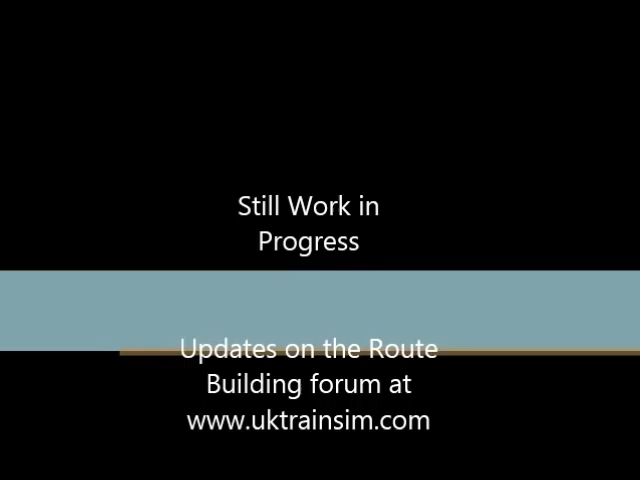 Still Work in
Progress
Updates on the Route
Building forum at
www.uktrainsim.com